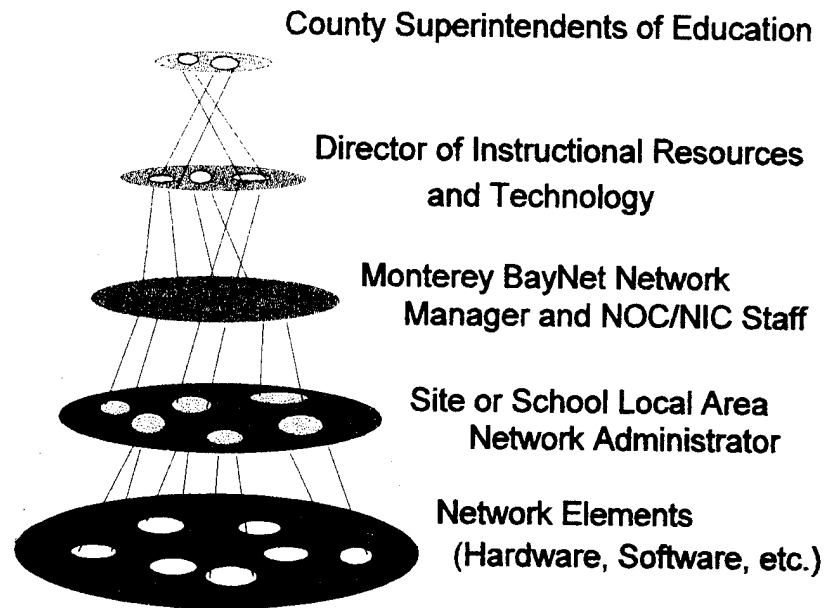 County Superintendents of Education
Director of Instructional Resources
and Technology
Monterey BayNet Network
Manager and NOC/NIC Staff
Site or School Local Area
Network Administrator
Network Elements
(Hardware, Software, etc.)